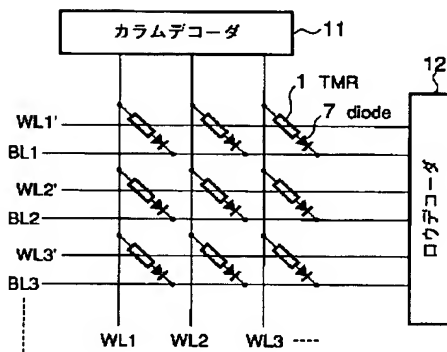 カラムデコーダ
11
12
1 TMR
7 diode
WL1'
BL1
WL2'
BL2
WL3'
BL3
ロウデコーダ
WL1 WL2 WL3